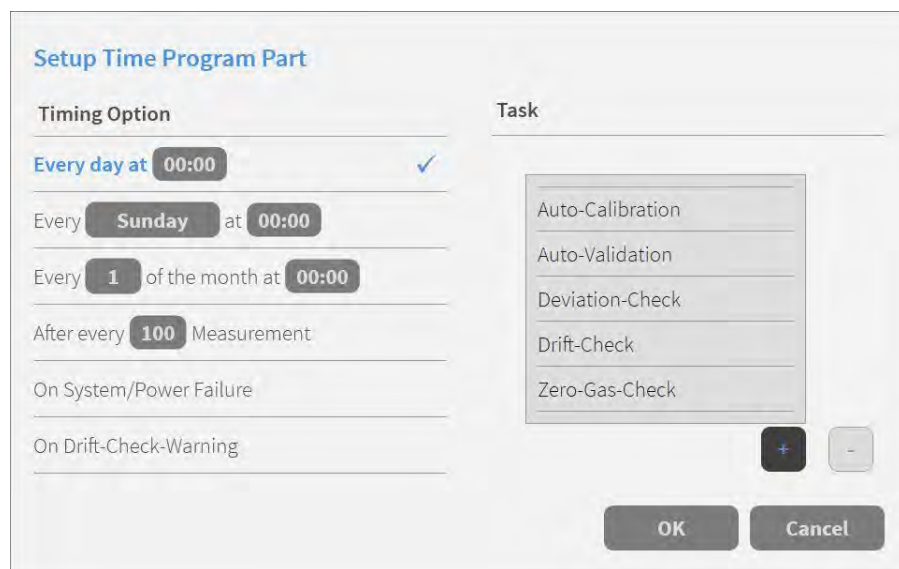 Setup Time Program Part
Timing Option
Every day at 00:00 ✓
Every Sunday at 00:00
Every 1 of the month at 00:00
After every 100 Measurement
On System/Power Failure
On Drift-Check-Warning
Task
Auto-Calibration
Auto-Validation
Deviation-Check
Drift-Check
Zero-Gas-Check
+ -
OK Cancel